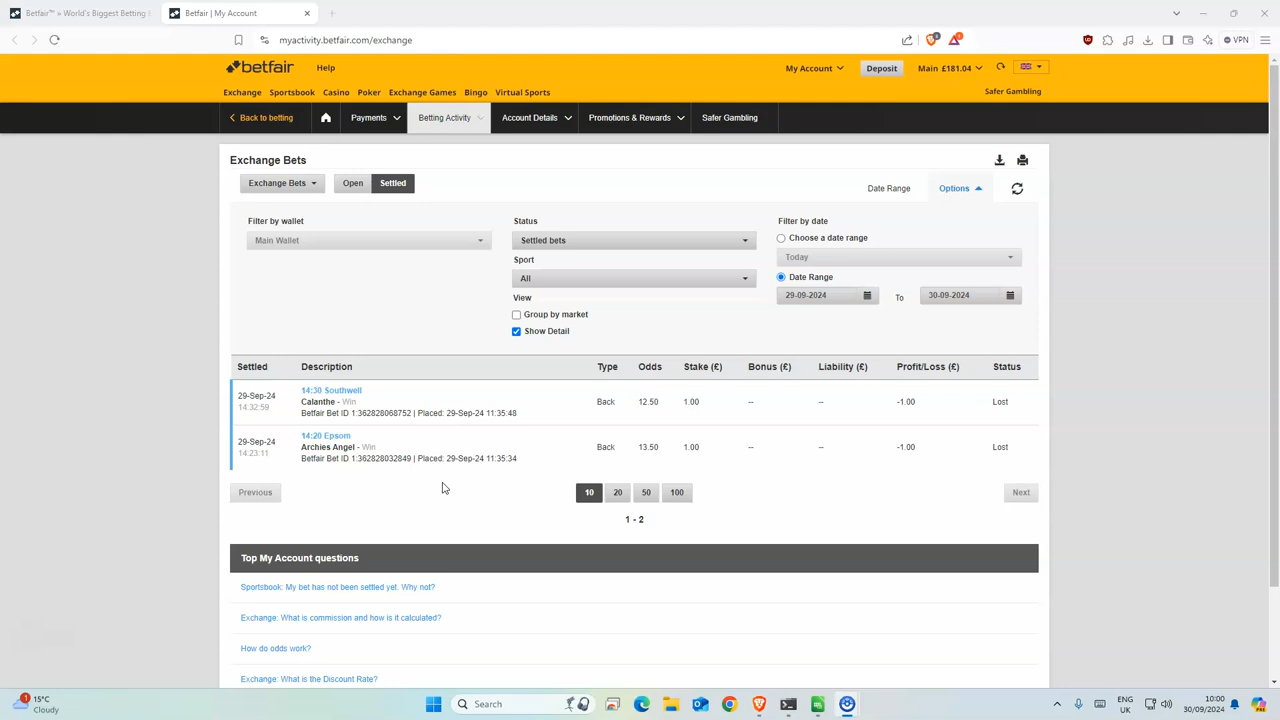 Betfair™ » World's Biggest Betting
Betfair | My Account
myactivity.betfair.com/exchange
VPN
betfair
Help
My Account
Deposit
Main £181.04
Exchange
Sportsbook
Casino
Poker
Exchange Games
Bingo
Virtual Sports
Safer Gambling
Back to betting
Payments
Betting Activity
Account Details
Promotions & Rewards
Safer Gambling
Exchange Bets
Exchange Bets
Open
Settled
Date Range
Options
Filter by wallet
Main Wallet
Status
Settled bets
Sport
All
View
Group by market
Show Detail
Filter by date
Choose a date range
Today
Date Range
29-09-2024
To
30-09-2024
Settled Description Type Odds Stake (£) Bonus (£) Liability (£) Profit/Loss (£) Status
29-Sep-24
14:32:59
14:30 Southwell
Calanthe - Win
Betfair Bet ID 1:362828068752 | Placed: 29-Sep-24 11:35:48
Back 12.50 1.00 -- -- -1.00 Lost
29-Sep-24
14:23:11
14:20 Epsom
Archies Angel - Win
Betfair Bet ID 1:362828032849 | Placed: 29-Sep-24 11:35:34
Back 13.50 1.00 -- -- -1.00 Lost
Previous
10
20
50
100
Next
1 - 2
Top My Account questions
Sportsbook: My bet has not been settled yet. Why not?
Exchange: What is commission and how is it calculated?
How do odds work?
Exchange: What is the Discount Rate?
1
15°C
Cloudy
Search
ENG
UK
10:00
30/09/2024